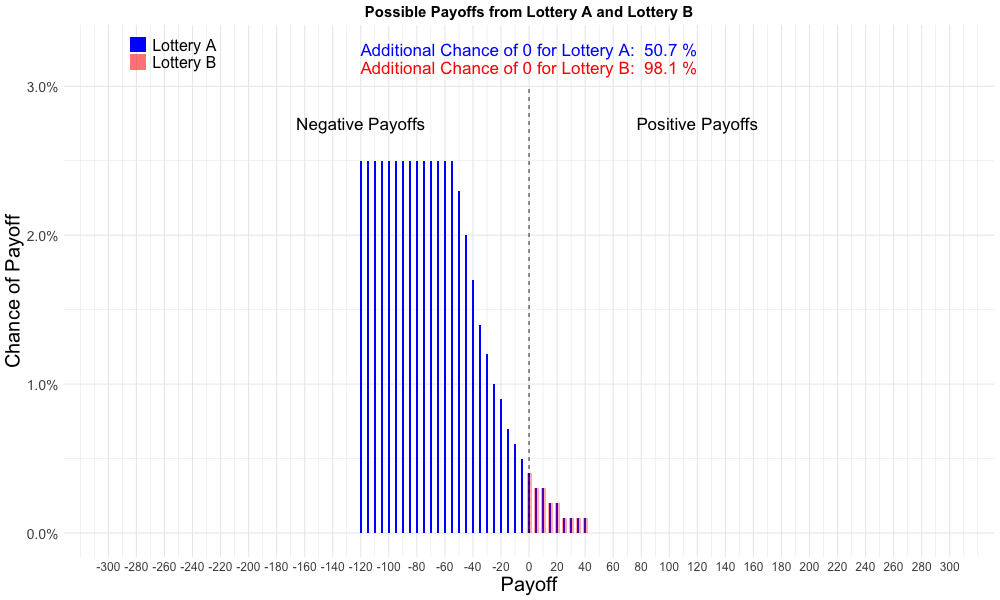 Possible Payoffs from Lottery A and Lottery B
Lottery A
Lottery B
Additional Chance of 0 for Lottery A: 50.7 %
Additional Chance of 0 for Lottery B: 98.1 %
Negative Payoffs
Positive Payoffs
Chance of Payoff
3.0%
2.0%
1.0%
0.0%
-300 -280 -260 -240 -220 -200 -180 -160 -140 -120 -100 -80 -60 -40 -20 0 20 40 60 80 100 120 140 160 180 200 220 240 260 280 300
Payoff